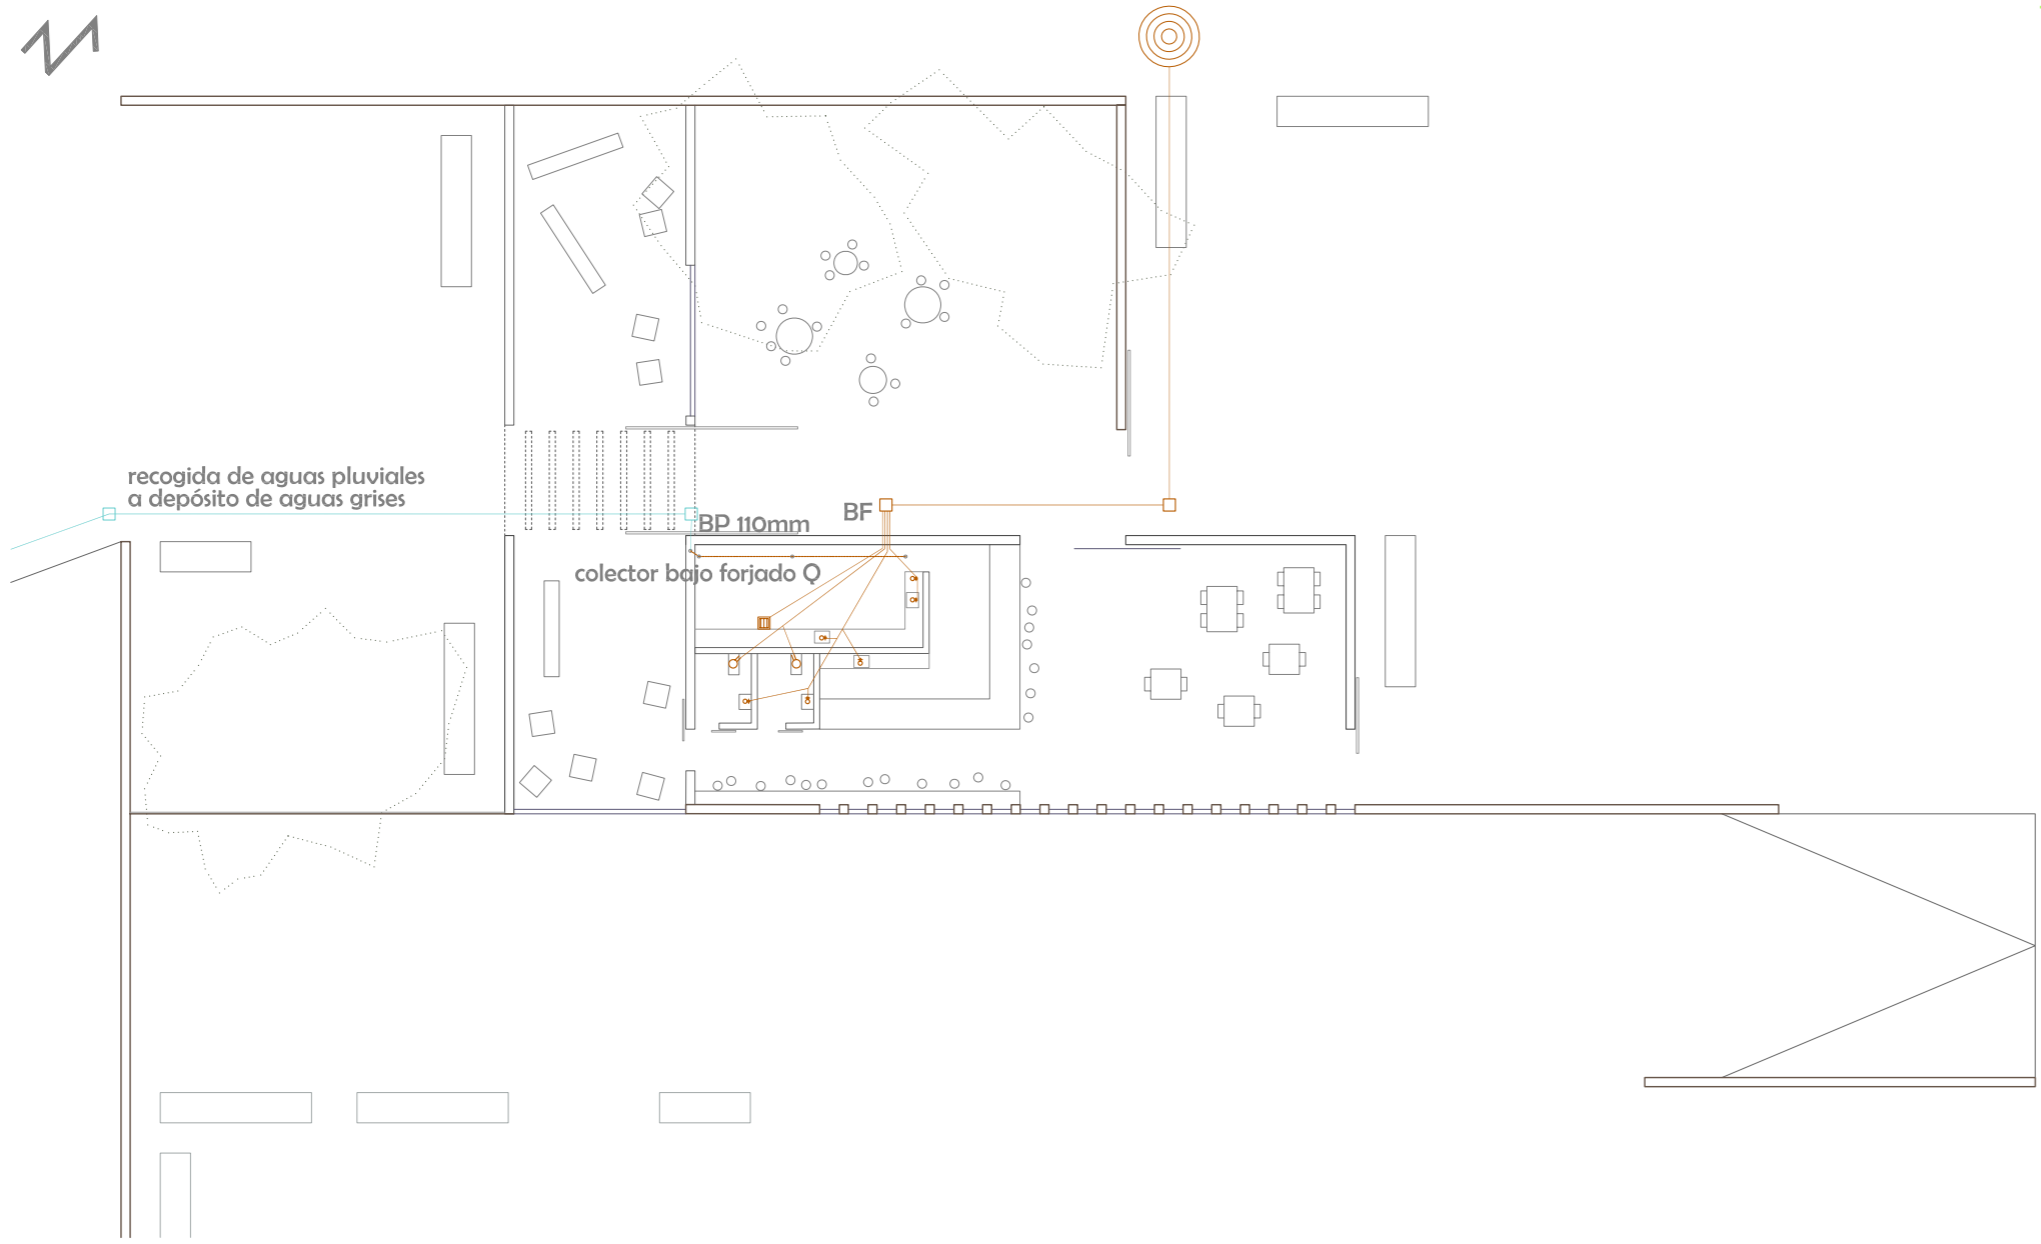 recogida de aguas pluviales
a depósito de aguas grises
BP 110mm
BF
colector bajo forjado Q